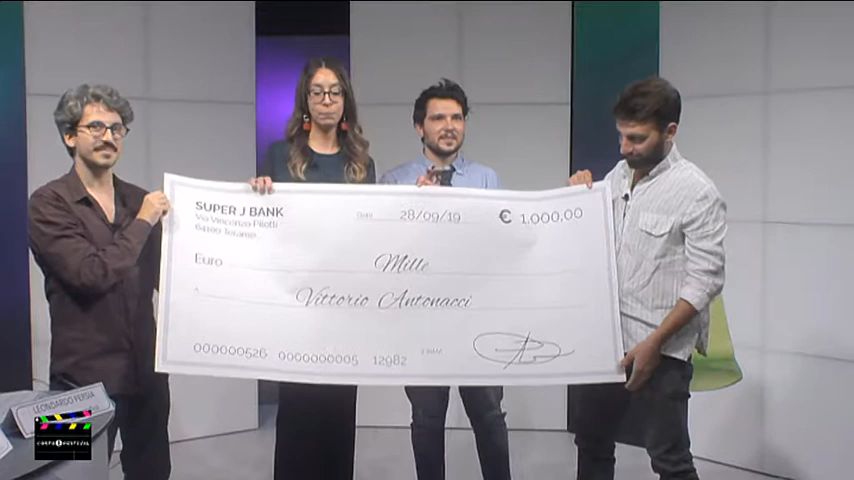 SUPER J BANK
Via Vincenzo Pilotti
64100 Teramo
Data 28/09/19 € 1.000,00
Euro Mille
A Vittorio Antonacci
000000526 0000000005 12982
LEONARDO PERSIA